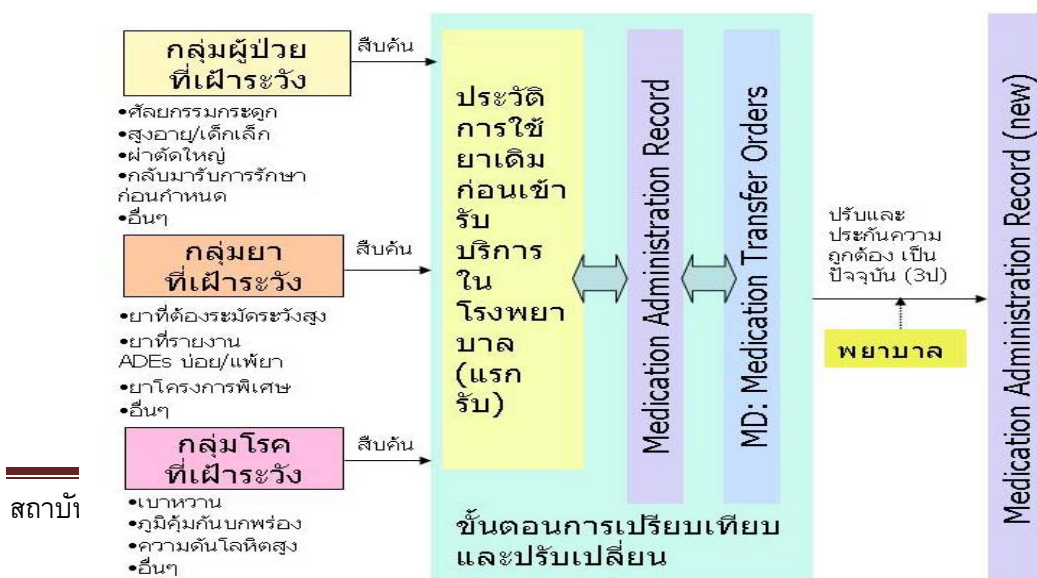 กลุ่มผู้ป่วย
ที่เฝ้าระวัง
•ศัลยกรรมกระดูก
•สูงอายุ/เด็กเล็ก
•ผ่าตัดใหญ่
•กลับมารับการรักษา
ก่อนกำหนด
•อื่นๆ
สืบค้น
กลุ่มยา
ที่เฝ้าระวัง
•ยาที่ต้องระมัดระวังสูง
•ยาที่รายงาน
ADEs บ่อย/แพ้ยา
•ยาโครงการพิเศษ
•อื่นๆ
สืบค้น
กลุ่มโรค
ที่เฝ้าระวัง
•เบาหวาน
•ภูมิคุ้มกันบกพร่อง
•ความดันโลหิตสูง
•อื่นๆ
สืบค้น
ประวัติ
การใช้
ยาเดิม
ก่อนเข้า
รับ
บริการ
ใน
โรงพยา
บาล
(แรก
รับ)
Medication Administration Record
MD: Medication Transfer Orders
ขั้นตอนการเปรียบเทียบ
และปรับเปลี่ยน
ปรับและ
ประกันความ
ถูกต้อง เป็น
ปัจจุบัน (3ป)
พยาบาล
Medication Administration Record (new)